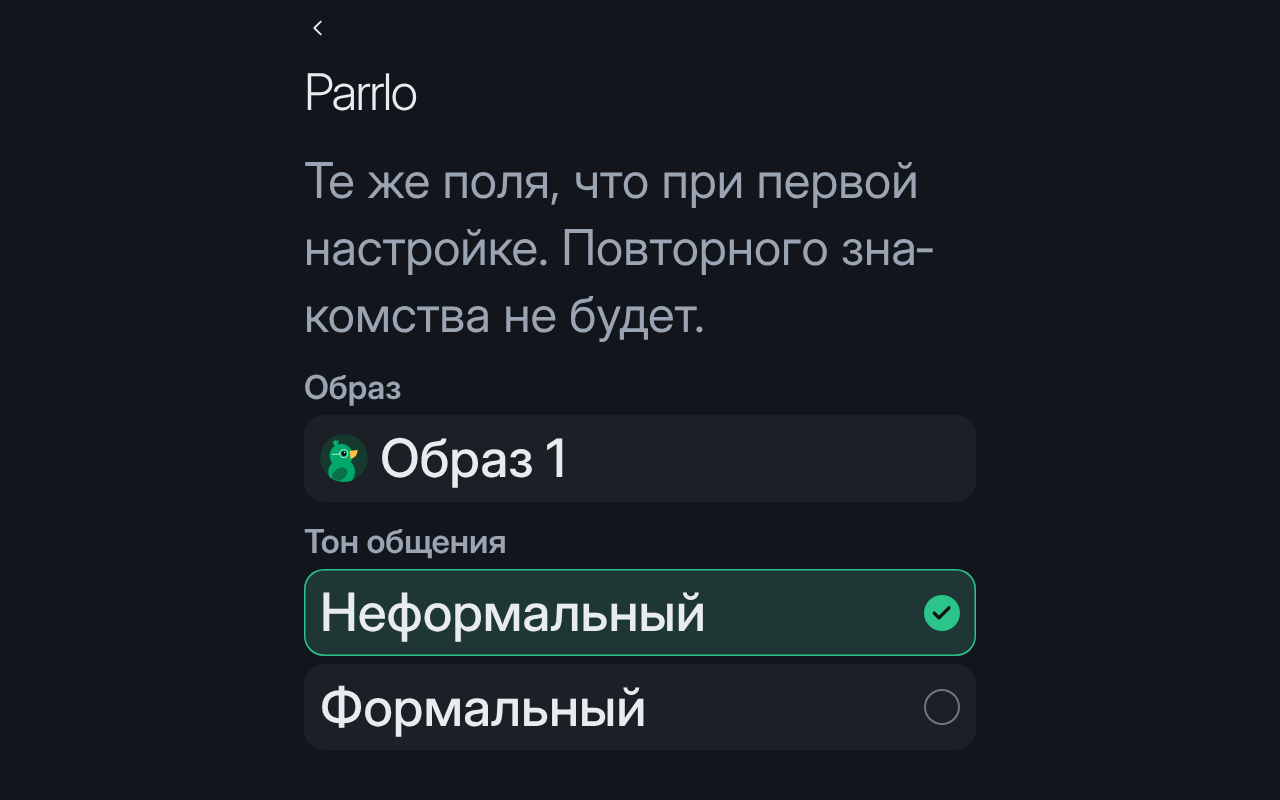 Parrlo
Те же поля, что при первой
настройке. Повторного зна-
комства не будет.
Образ
Образ 1
Тон общения
Неформальный
Формальный